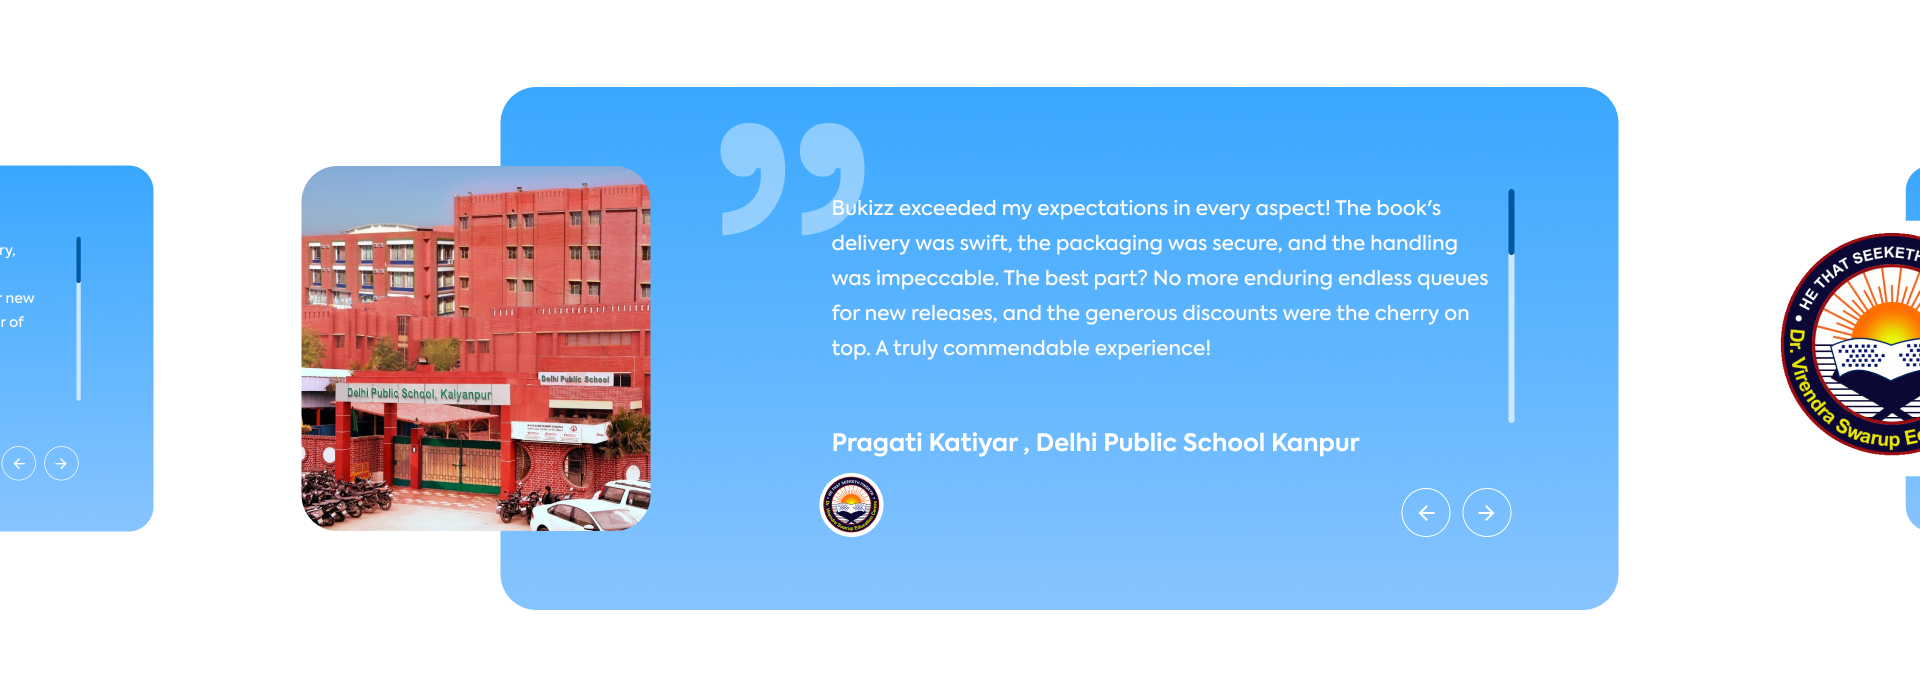 ry,
r new
r of
Bukizz exceeded my expectations in every aspect! The book's
delivery was swift, the packaging was secure, and the handling
was impeccable. The best part? No more enduring endless queues
for new releases, and the generous discounts were the cherry on
top. A truly commendable experience!
Pragati Katiyar , Delhi Public School Kanpur
Delhi Public School
Delhi Public School, Kalyanpur
HE THAT SEEKETH
Dr. Virendra Swarup E